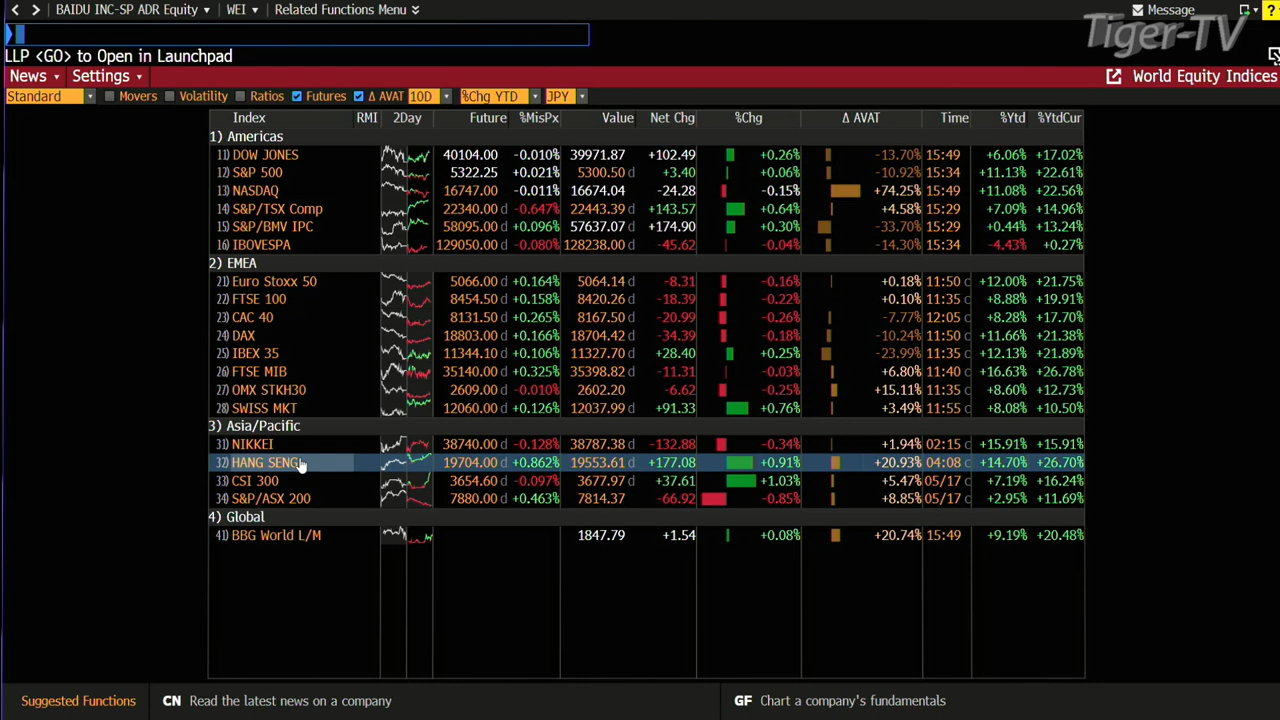 BAIDU INC-SP ADR Equity WEI Related Functions Menu Message ?
Tiger-TV
LLP <GO> to Open in Launchpad
News Settings World Equity Indices
Standard Movers Volatility Ratios Futures Δ AVAT 10D %Chg YTD JPY
Index RMI 2Day Future %MisPx Value Net Chg %Chg Δ AVAT Time %Ytd %YtdCur
1) Americas
11) DOW JONES 40104.00 -0.010% 39971.87 +102.49 +0.26% -13.70% 15:49 +6.06% +17.02%
12) S&P 500 5322.25 +0.021% 5300.50 d +3.40 +0.06% -10.92% 15:34 +11.13% +22.61%
13) NASDAQ 16747.00 -0.011% 16674.04 -24.28 -0.15% +74.25% 15:49 +11.08% +22.56%
14) S&P/TSX Comp 22340.00 d -0.647% 22443.39 d +143.57 +0.64% +4.58% 15:29 +7.09% +14.96%
15) S&P/BMV IPC 58095.00 d +0.096% 57637.07 d +174.90 +0.30% -33.70% 15:29 +0.44% +13.24%
16) IBOVESPA 129050.00 d -0.080% 128238.00 d -45.62 -0.04% -14.30% 15:34 -4.43% +0.27%
2) EMEA
21) Euro Stoxx 50 5066.00 d +0.164% 5064.14 d -8.31 -0.16% +0.18% 11:50 c +12.00% +21.75%
22) FTSE 100 8454.50 d +0.158% 8420.26 d -18.39 -0.22% +0.10% 11:35 c +8.88% +19.91%
23) CAC 40 8131.50 d +0.265% 8167.50 d -20.99 -0.26% -7.77% 12:05 c +8.28% +17.70%
24) DAX 18803.00 d +0.166% 18704.42 d -34.39 -0.18% -10.24% 11:35 c +11.66% +21.38%
25) IBEX 35 11344.10 d +0.106% 11327.70 d +28.40 +0.25% -23.99% 11:35 c +12.13% +21.89%
26) FTSE MIB 35140.00 d +0.325% 35398.82 d -11.31 -0.03% +6.80% 11:40 c +16.63% +26.78%
27) OMX STKH30 2609.00 d -0.010% 2602.20 d -6.62 -0.25% +15.11% 11:35 c +8.60% +12.73%
28) SWISS MKT 12060.00 d +0.126% 12037.99 d +91.33 +0.76% +3.49% 11:55 c +8.08% +10.50%
3) Asia/Pacific
31) NIKKEI 38740.00 d -0.128% 38787.38 d -132.88 -0.34% +1.94% 02:15 c +15.91% +15.91%
32) HANG SENG 19704.00 d +0.862% 19553.61 d +177.08 +0.91% +20.93% 04:08 c +14.70% +26.70%
33) CSI 300 3654.60 d -0.097% 3677.97 d +37.61 +1.03% +5.47% 05/17 c +7.19% +16.24%
34) S&P/ASX 200 7880.00 d +0.463% 7814.37 d -66.92 -0.85% +8.85% 05/17 c +2.95% +11.69%
4) Global
41) BBG World L/M 1847.79 +1.54 +0.08% +20.74% 15:49 +9.19% +20.48%
Suggested Functions CN Read the latest news on a company GF Chart a company's fundamentals